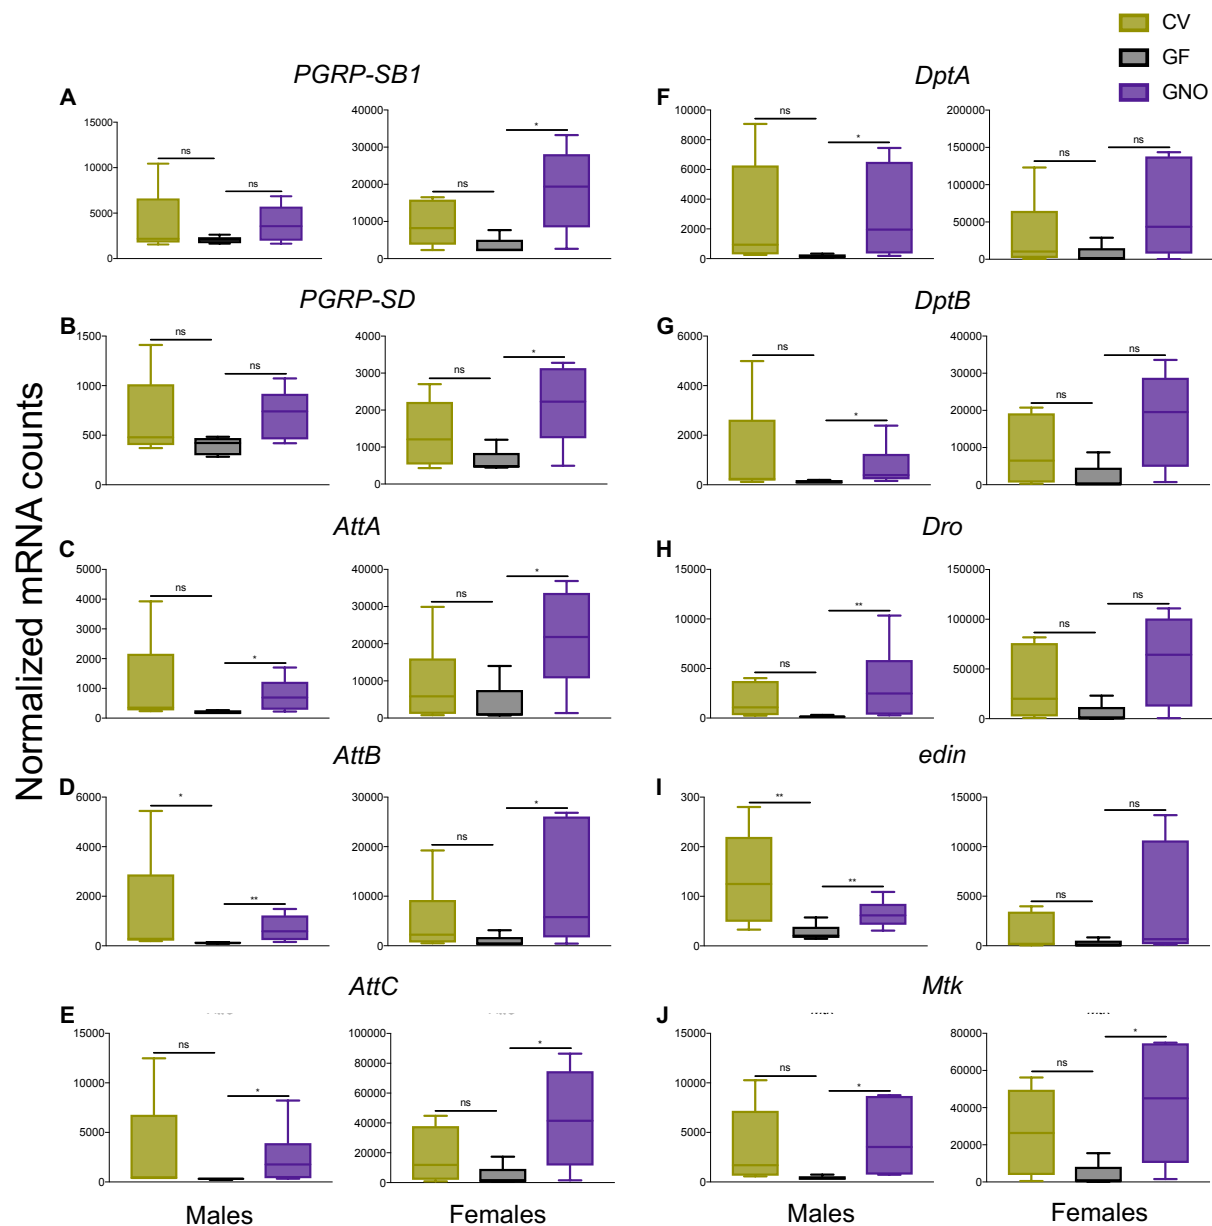 CV
GF
GNO
Normalized mRNA counts
PGRP-SB1
A
15000
10000
5000
0
ns
ns
40000
30000
20000
10000
0
ns
*
PGRP-SD
B
1500
1000
500
0
ns
ns
4000
3000
2000
1000
0
ns
*
AttA
C
5000
4000
3000
2000
1000
0
ns
*
40000
30000
20000
10000
0
ns
*
AttB
D
6000
4000
2000
0
*
**
30000
20000
10000
0
ns
*
AttC
E
15000
10000
5000
0
ns
*
100000
80000
60000
40000
20000
0
ns
*
Males
Females
DptA
F
10000
8000
6000
4000
2000
0
ns
*
200000
150000
100000
50000
0
ns
ns
DptB
G
6000
4000
2000
0
ns
*
40000
30000
20000
10000
0
ns
ns
Dro
H
15000
10000
5000
0
ns
**
150000
100000
50000
0
ns
ns
edin
I
300
200
100
0
**
**
15000
10000
5000
0
ns
ns
Mtk
J
15000
10000
5000
0
ns
*
80000
60000
40000
20000
0
ns
*
Males
Females